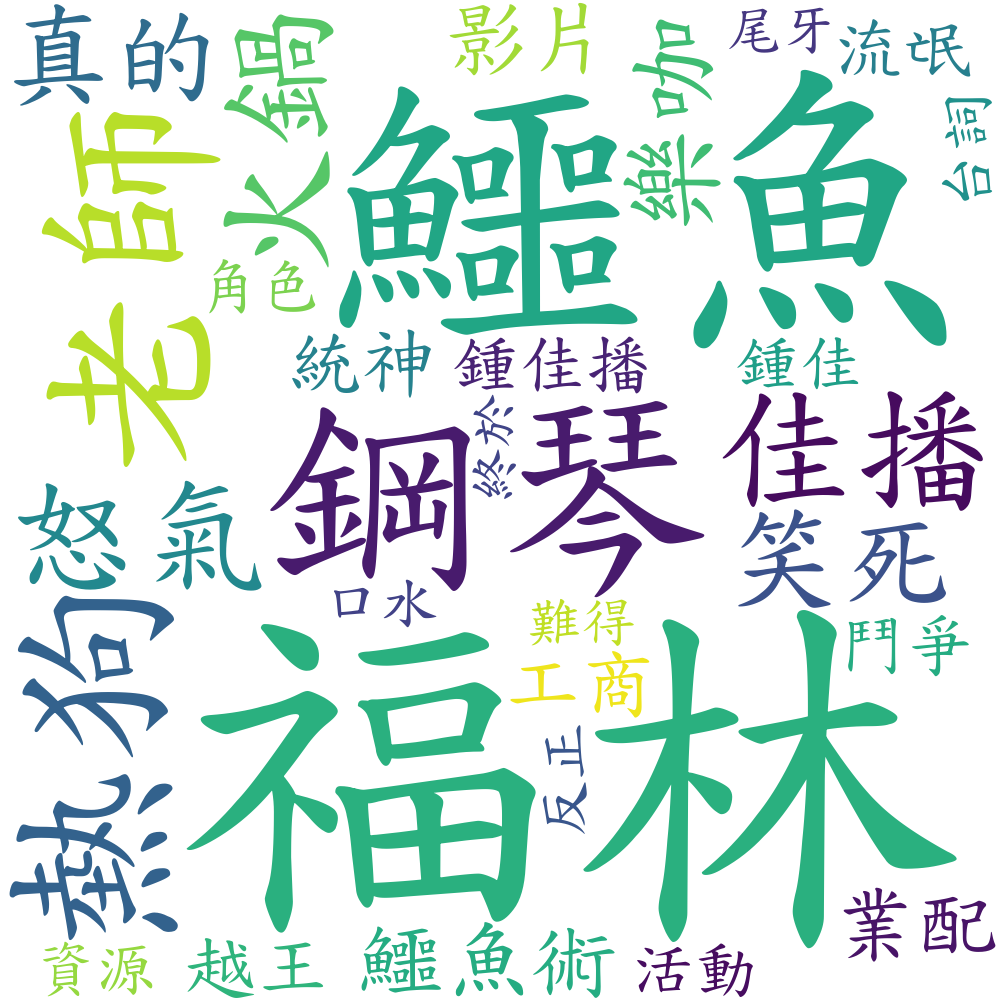 真的
影片
尾牙
流氓
火鍋
樂咖
台詞
鱷魚
老師
角色
統神
鍾佳播
鍾佳
鋼琴
終於
佳播
怒氣
笑死
口水
難得
鬥爭
熱狗
工商
福林
反正
業配
資源
越王
鱷魚術
活動